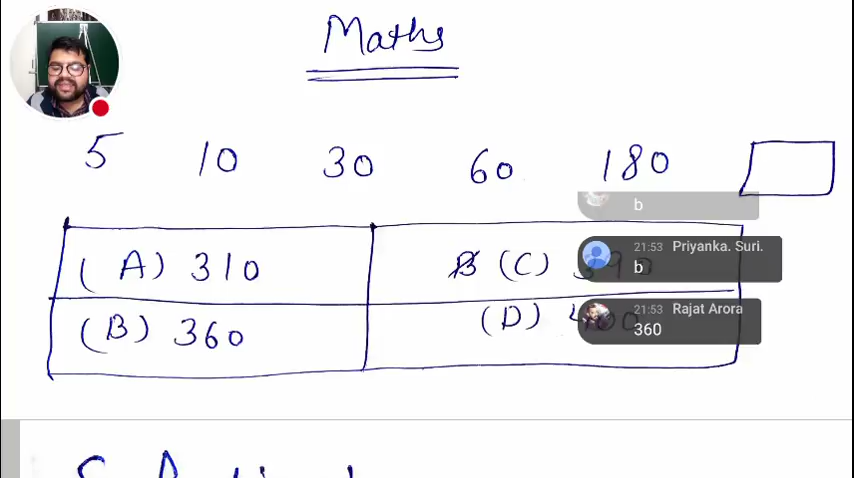 Maths
5 10 30 60 180
b
21:53 Priyanka. Suri.
b
(A) 310 (C)
21:53 Rajat Arora
360
(B) 360 (D)